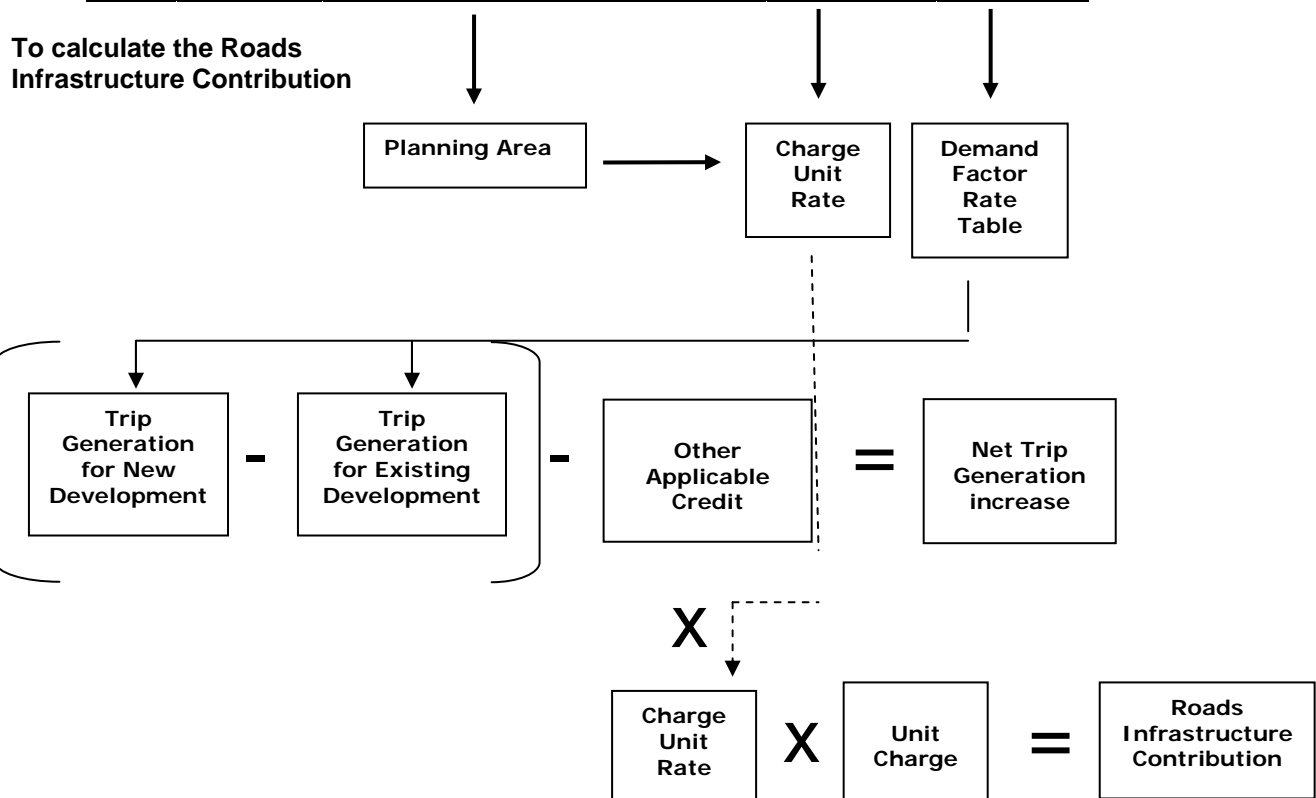 To calculate the Roads
Infrastructure Contribution
Planning Area
Charge
Unit
Rate
Demand
Factor
Rate
Table
Trip
Generation
for New
Development
-
Trip
Generation
for Existing
Development
-
Other
Applicable
Credit
=
Net Trip
Generation
increase
X
Charge
Unit
Rate
X
Unit
Charge
=
Roads
Infrastructure
Contribution